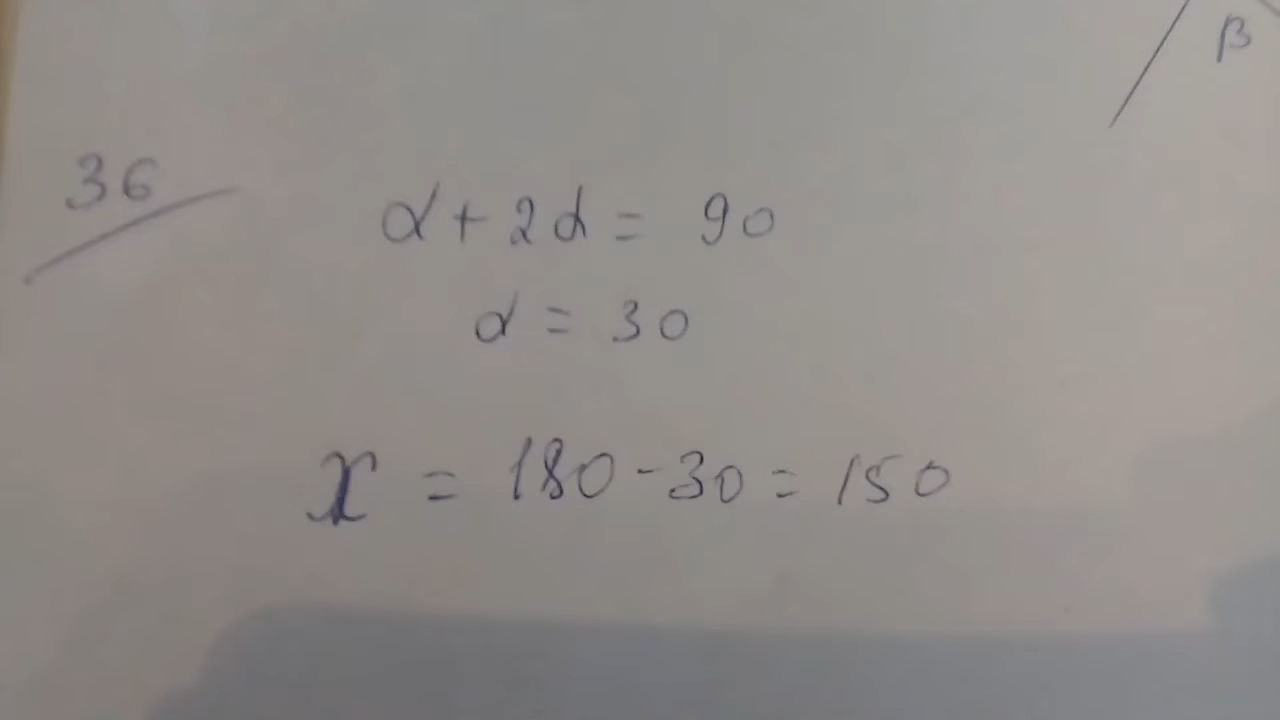 β
36
α + 2α = 90
α = 30
x = 180 - 30 = 150